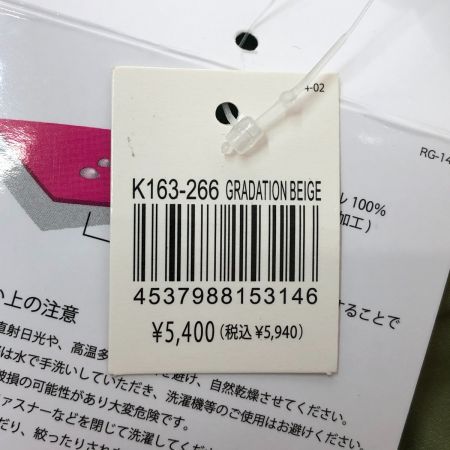 +-02
RG-14
K163-266 GRADATION BEIGE
ル 100%
加工)
4537988153146
い上の注意
することで
¥5,400 (税込 ¥5,940)
直射日光や、高温多
を避け、自然乾燥させてください。
は水で手洗いしていただき、洗濯機等のご使用はお避けください。
破損の可能性があり大変危険です。
ファスナーなどを閉じて洗濯してくだ
だり、絞ったりされ